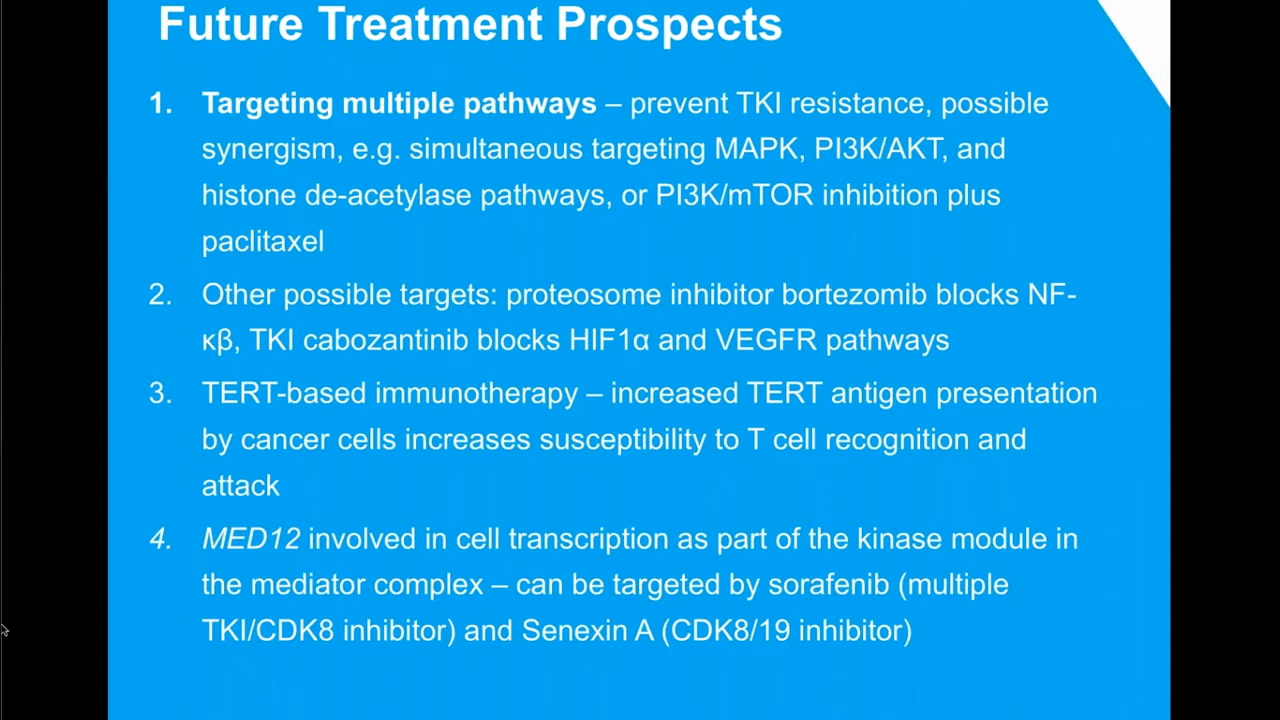 Future Treatment Prospects
1. Targeting multiple pathways – prevent TKI resistance, possible
synergism, e.g. simultaneous targeting MAPK, PI3K/AKT, and
histone de-acetylase pathways, or PI3K/mTOR inhibition plus
paclitaxel
2. Other possible targets: proteosome inhibitor bortezomib blocks NF-
κβ, TKI cabozantinib blocks HIF1α and VEGFR pathways
3. TERT-based immunotherapy – increased TERT antigen presentation
by cancer cells increases susceptibility to T cell recognition and
attack
4. MED12 involved in cell transcription as part of the kinase module in
the mediator complex – can be targeted by sorafenib (multiple
TKI/CDK8 inhibitor) and Senexin A (CDK8/19 inhibitor)